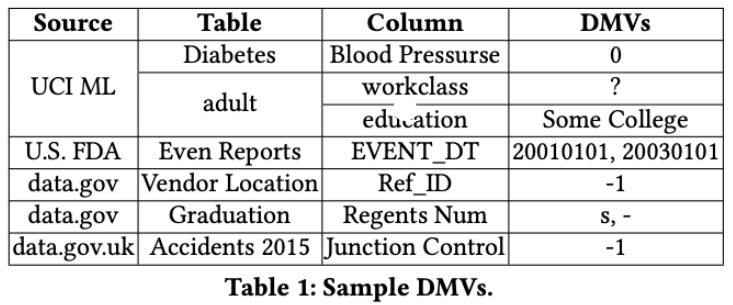 Source Table Column DMVs
UCI ML Diabetes Blood Pressurse 0
adult workclass ?
education Some College
U.S. FDA Even Reports EVENT_DT 20010101, 20030101
data.gov Vendor Location Ref_ID -1
data.gov Graduation Regents Num s, -
data.gov.uk Accidents 2015 Junction Control -1
Table 1: Sample DMVs.